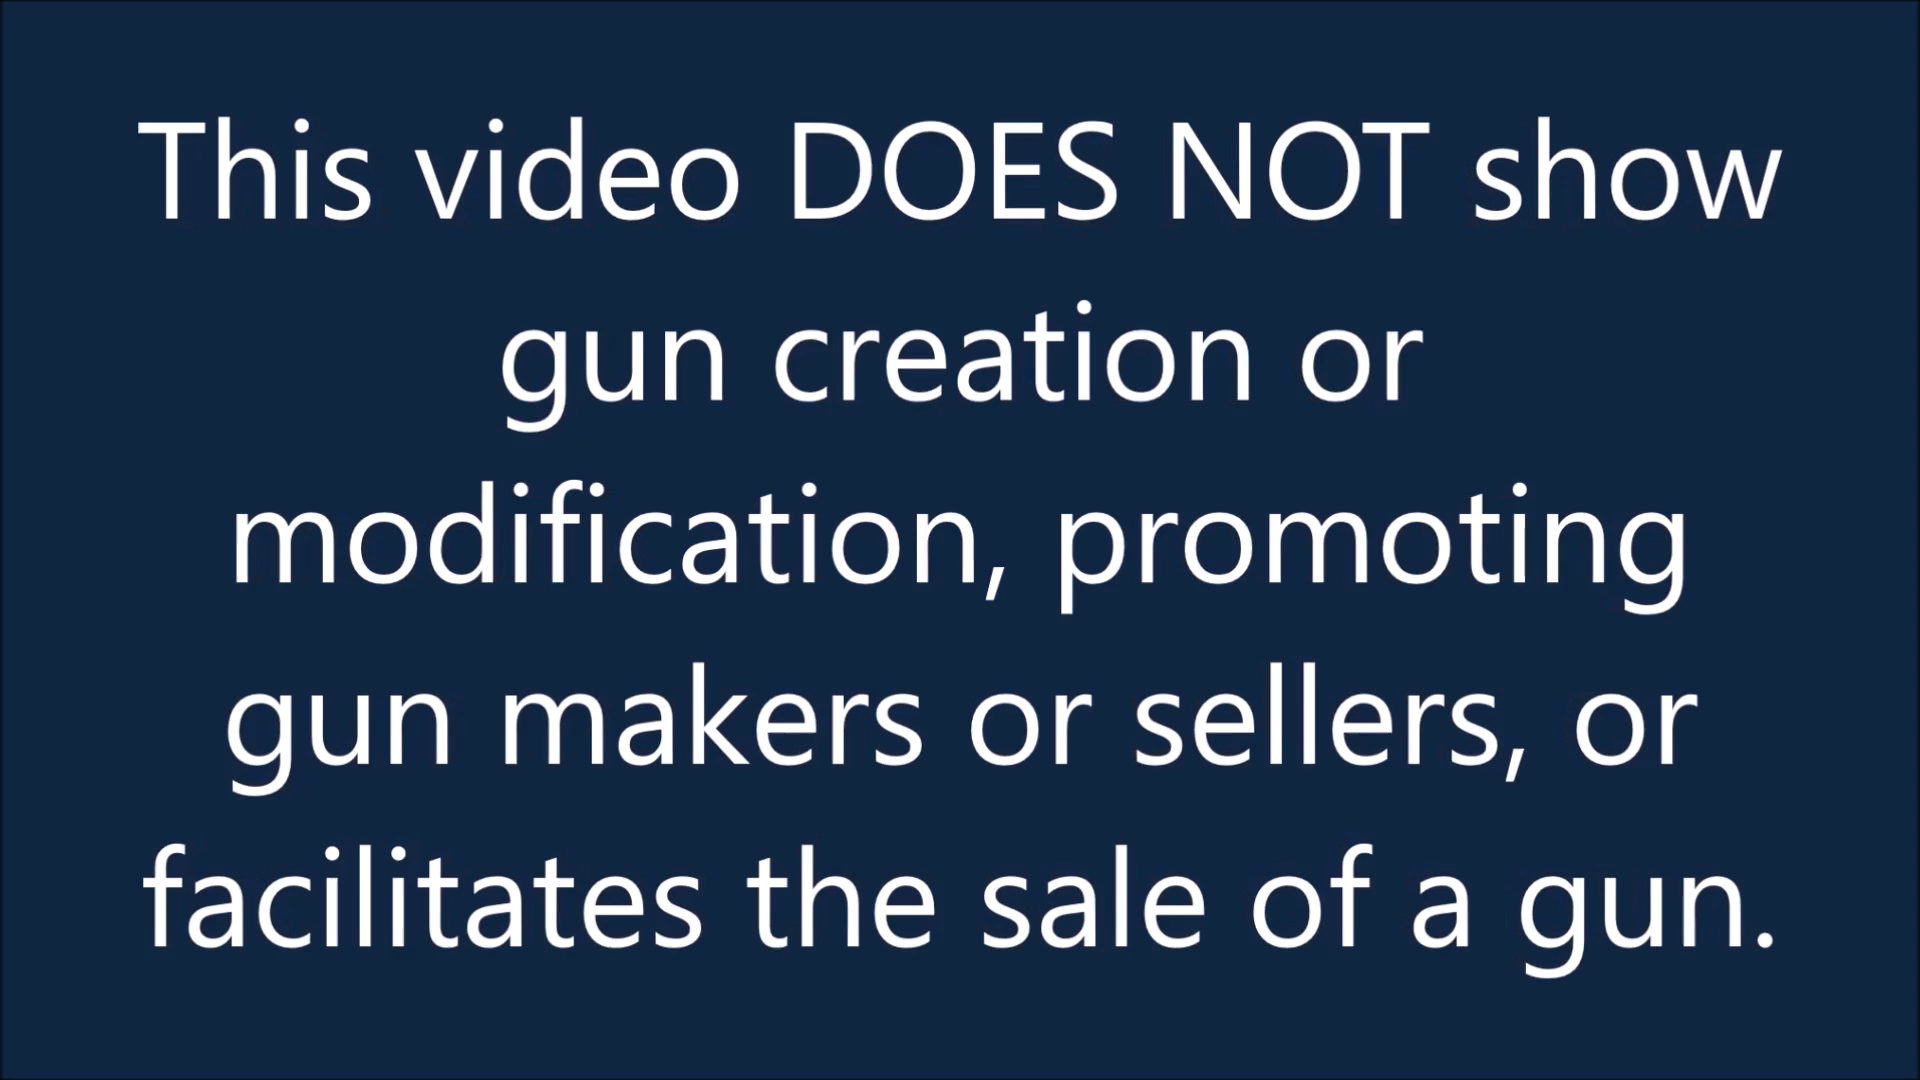 This video DOES NOT show
gun creation or
modification, promoting
gun makers or sellers, or
facilitates the sale of a gun.